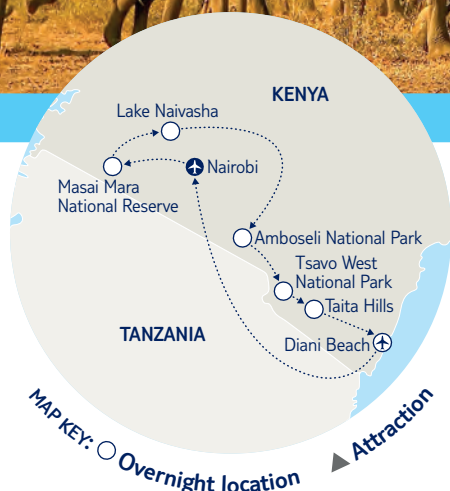 KENYA
Lake Naivasha
Nairobi
Masai Mara
National Reserve
Amboseli National Park
Tsavo West
National Park
Taita Hills
Diani Beach
TANZANIA
MAP KEY: Overnight location Attraction